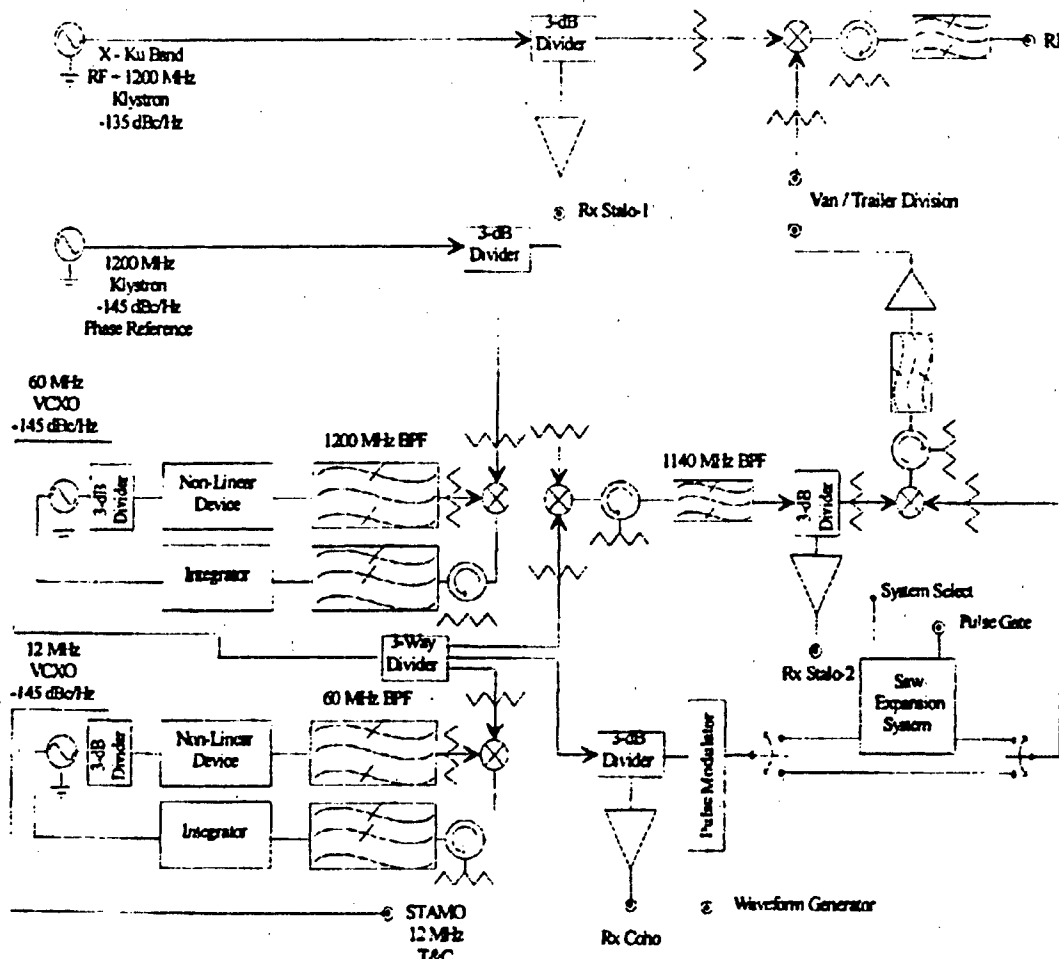 3-dB
Divider
RF
X - Ku Band
RF + 1200 MHz
Klystron
-135 dBc/Hz
Rx Stalo-1
Van / Trailer Division
3-dB
Divider
1200 MHz
Klystron
-145 dBc/Hz
Phase Reference
60 MHz
VCXO
-145 dBc/Hz
1200 MHz BPF
1140 MHz BPF
3-dB
Divider
Non-Linear
Device
3-dB
Divider
Integrator
System Select
Pulse Gate
12 MHz
VCXO
-145 dBc/Hz
3-Way
Divider
Rx Stalo-2
Saw
Expansion
System
60 MHz BPF
3-dB
Divider
Non-Linear
Device
3-dB
Divider
Pulse Modulator
Integrator
STAMO
12 MHz
T&C
Rx Coho
Waveform Generator